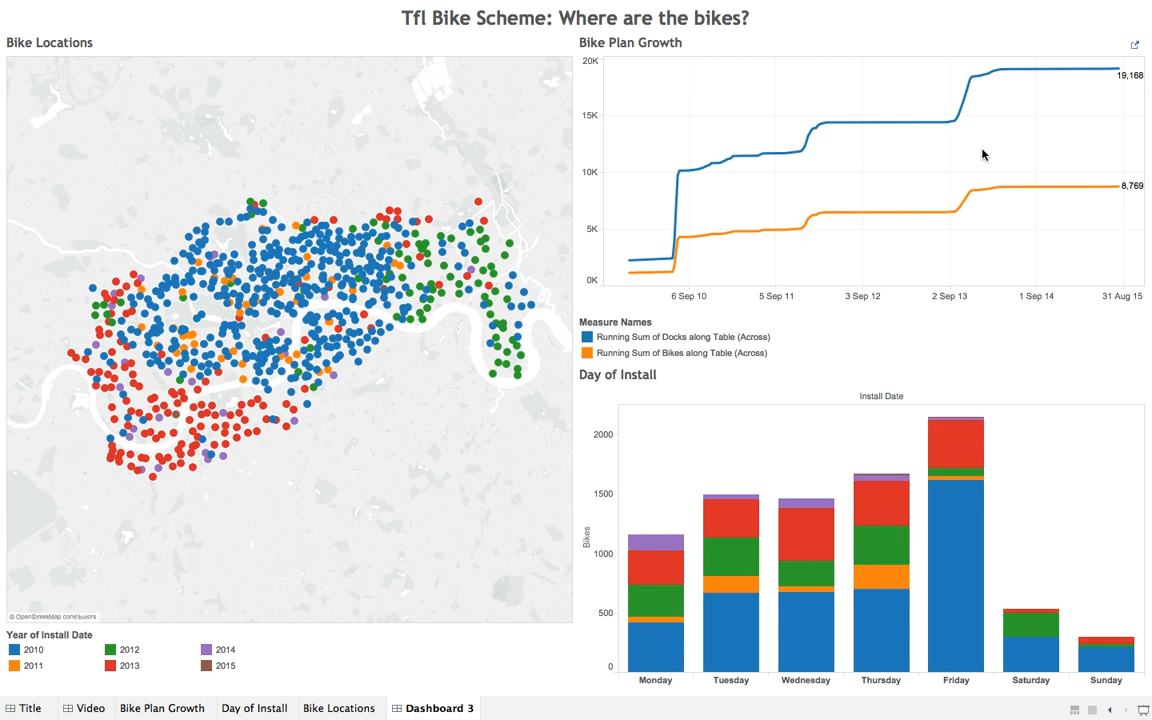 Tfl Bike Scheme: Where are the bikes?
Bike Locations
© OpenStreetMap contributors
Year of Install Date
2010 2012 2014
2011 2013 2015
Bike Plan Growth
20K
19,168
15K
10K
8,769
5K
0K
6 Sep 10 5 Sep 11 3 Sep 12 2 Sep 13 1 Sep 14 31 Aug 15
Measure Names
Running Sum of Docks along Table (Across)
Running Sum of Bikes along Table (Across)
Day of Install
Install Date
2000
1500
Bikes
1000
500
0
Monday Tuesday Wednesday Thursday Friday Saturday Sunday
Title Video Bike Plan Growth Day of Install Bike Locations Dashboard 3